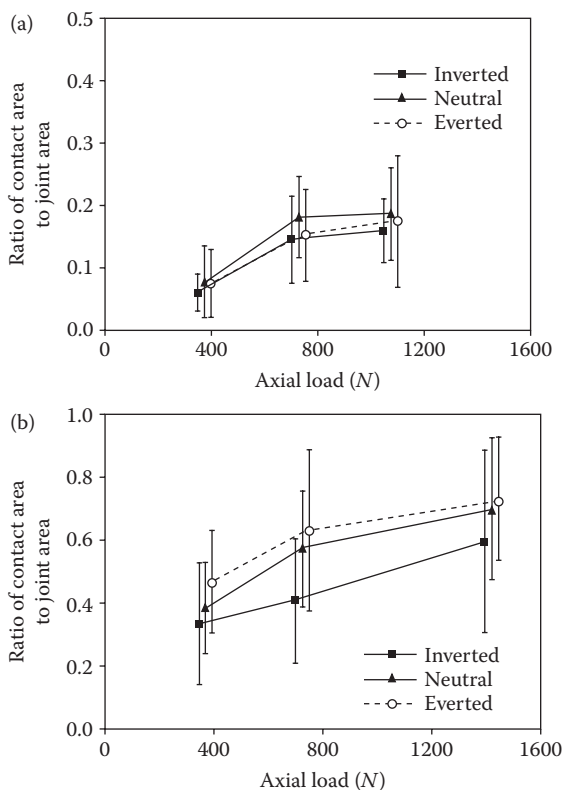 (a)
0.5
0.4
0.3
0.2
0.1
0.0
Ratio of contact area
to joint area
Inverted
Neutral
Everted
0 400 800 1200 1600
Axial load (N)
(b)
1.0
0.8
0.6
0.4
0.2
0.0
Ratio of contact area
to joint area
Inverted
Neutral
Everted
0 400 800 1200 1600
Axial load (N)